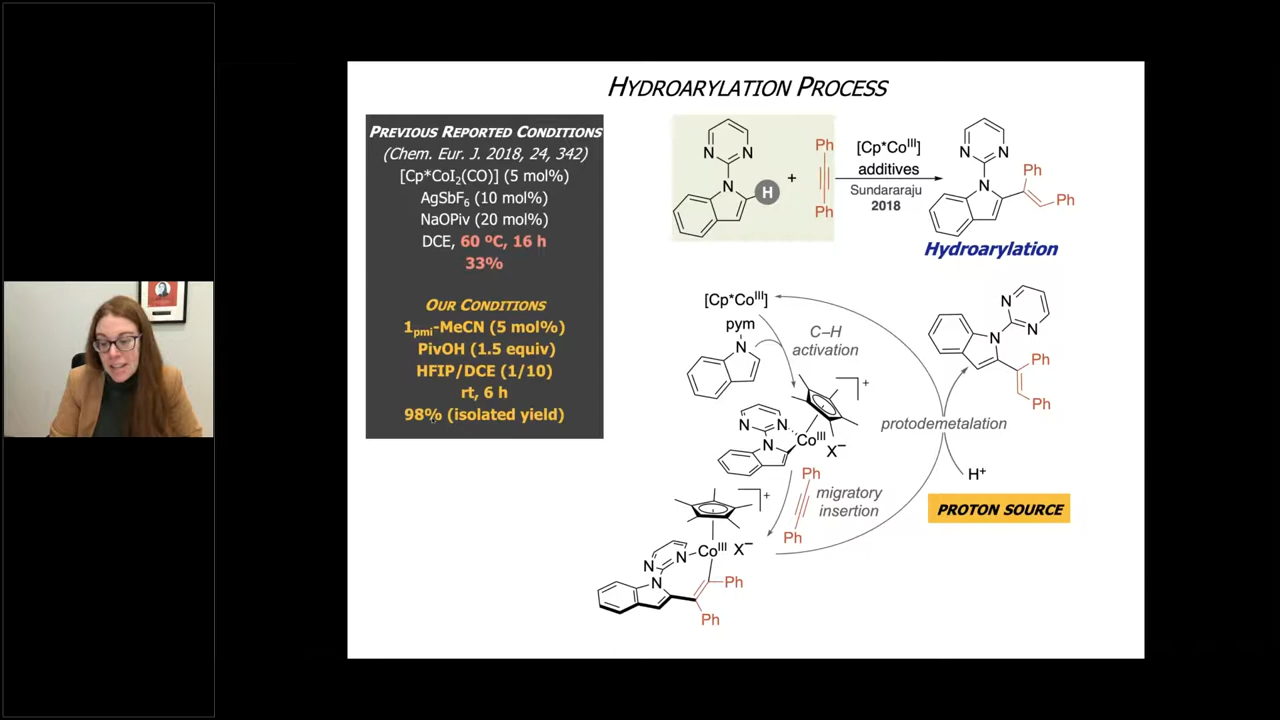 HYDROARYLATION PROCESS
PREVIOUS REPORTED CONDITIONS
(Chem. Eur. J. 2018, 24, 342)
[Cp*CoI₂(CO)] (5 mol%)
AgSbF₆ (10 mol%)
NaOPiv (20 mol%)
DCE, 60 ºC, 16 h
33%
OUR CONDITIONS
1pmi-MeCN (5 mol%)
PivOH (1.5 equiv)
HFIP/DCE (1/10)
rt, 6 h
98% (isolated yield)
N N
N
H
+
Ph
Ph
[Cp*Coᴵᴵᴵ]
additives
Sundararaju
2018
N N
N
Ph
Ph
Hydroarylation
[Cp*Coᴵᴵᴵ]
pym
N
C–H
activation
+
N N
N
Coᴵᴵᴵ
X⁻
Ph
Ph
migratory
insertion
+
N N
N
Coᴵᴵᴵ X⁻
Ph
Ph
protodemetalation
H⁺
PROTON SOURCE
N
N
N
Ph
Ph